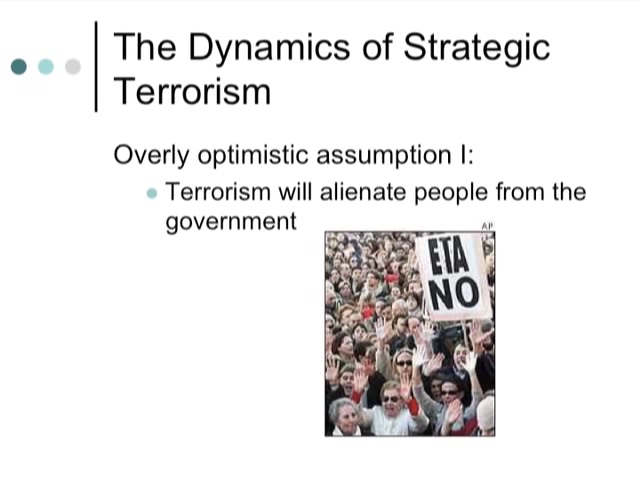 The Dynamics of Strategic
Terrorism
Overly optimistic assumption I:
Terrorism will alienate people from the
government
AP
ETA
NO